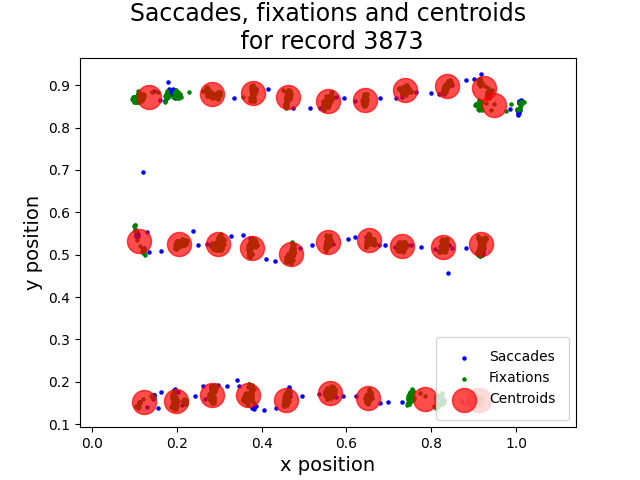 Saccades, fixations and centroids
for record 3873
y position
0.9
0.8
0.7
0.6
0.5
0.4
0.3
0.2
0.1
Saccades
Fixations
Centroids
0.0 0.2 0.4 0.6 0.8 1.0
x position